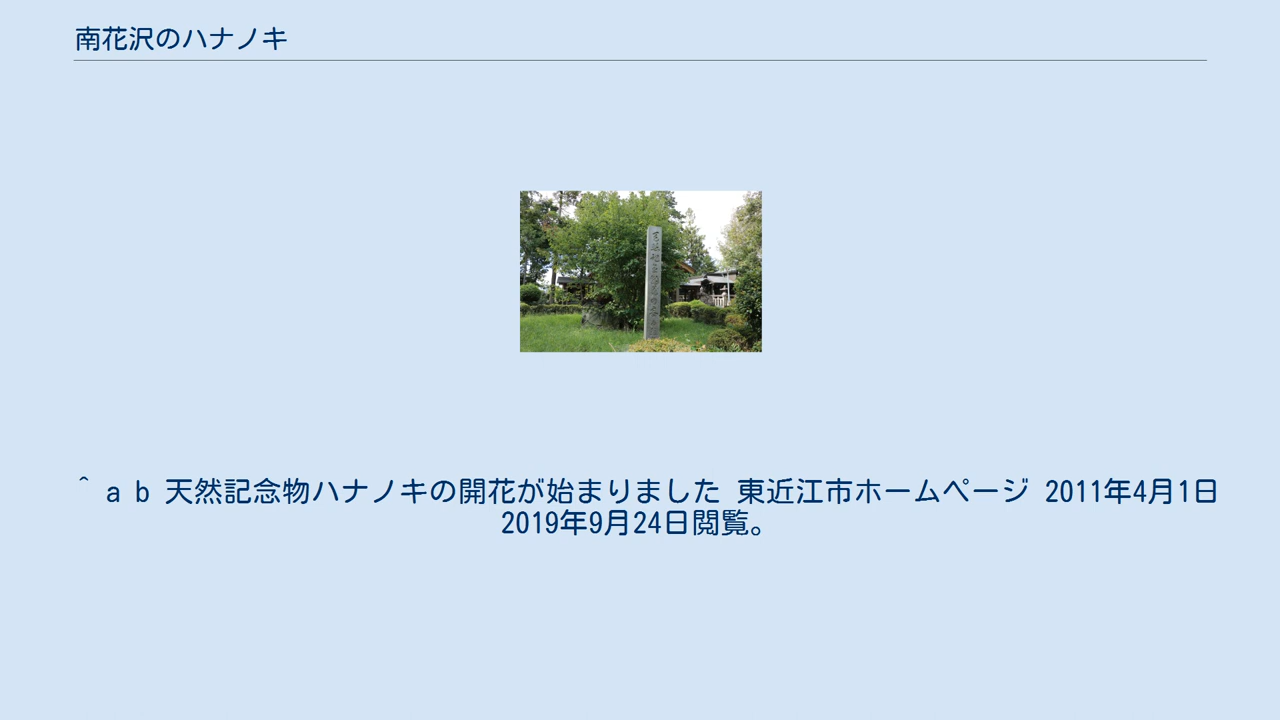 南花沢のハナノキ
^ a b 天然記念物ハナノキの開花が始まりました 東近江市ホームページ 2011年4月1日
2019年9月24日閲覧。